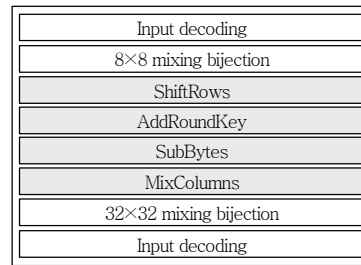 Input decoding
8×8 mixing bijection
ShiftRows
AddRoundKey
SubBytes
MixColumns
32×32 mixing bijection
Input decoding